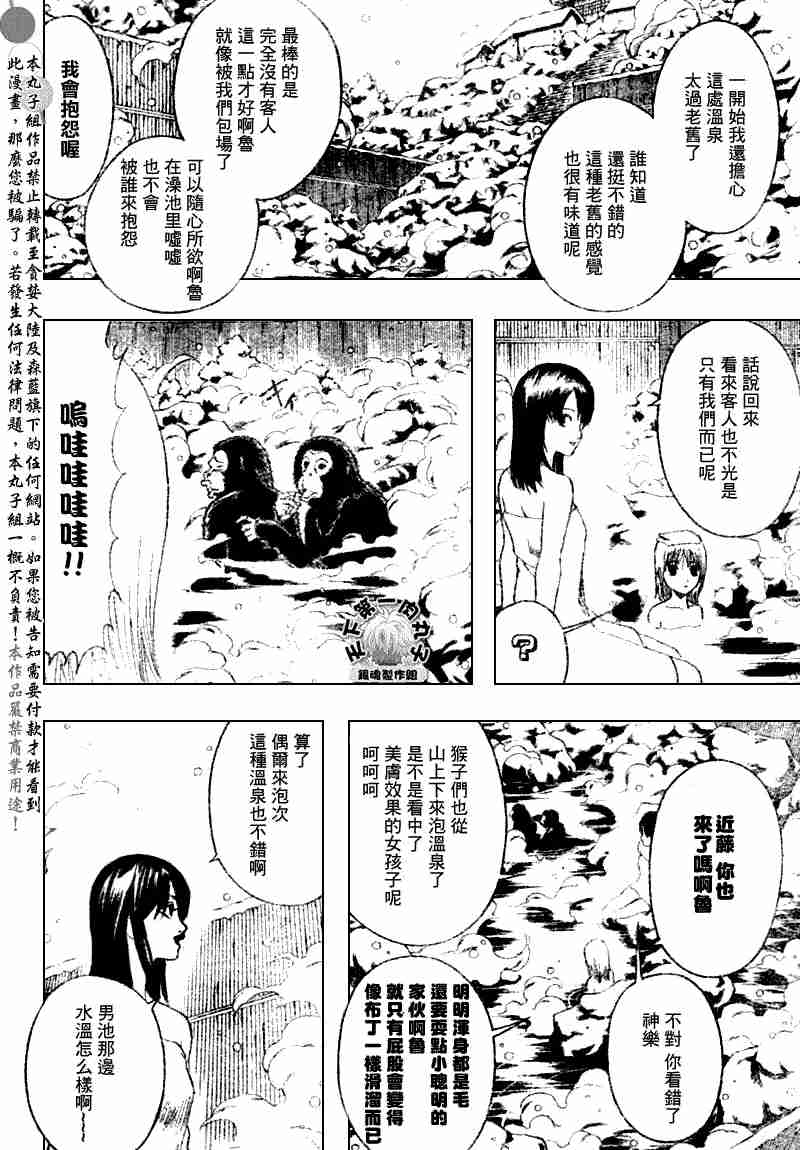 一開始我還擔心
這處溫泉
太過老舊了
誰知道
還挺不錯的
這種老舊的感覺
也很有味道呢
最棒的是
完全沒有客人
這一點才好啊魯
就像被我們包場了
可以隨心所欲啊魯
在澡池里噓噓
也不會
被誰來抱怨
我會抱怨喔
話說回來
看來客人也不光是
只有我們而已呢
?
嗚哇哇哇哇!!
天下第一肉丸子
銀魂製作組
近藤 你也
來了嗎啊魯
不對 你看錯了
神樂
猴子們也從
山上下來泡溫泉了
是不是看中了
美膚效果的女孩子呢
呵呵呵
明明渾身都是毛
還要耍點小聰明的
家伙啊魯
就只有屁股會變得
像布丁一樣滑溜而已
算了
偶爾來泡次
這種溫泉也不錯啊
男池那邊
水溫怎么樣啊～～
本丸子組作品禁止轉載至貪婪大陸及森藍旗下的任何網站。如果您被告知需要付款才能看到
此漫畫，那麼您被騙了。若發生任何法律問題，本丸子組一概不負責！本作品嚴禁商業用途！